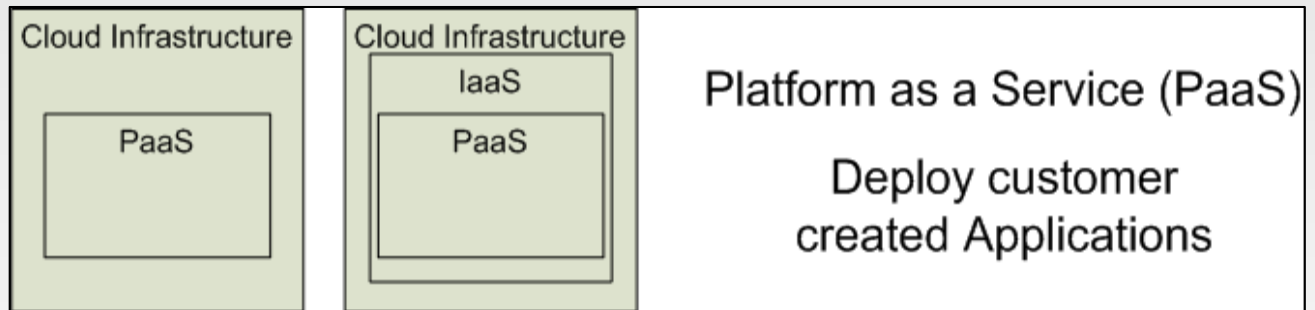 Cloud Infrastructure
PaaS
Cloud Infrastructure
IaaS
PaaS
Platform as a Service (PaaS)
Deploy customer
created Applications